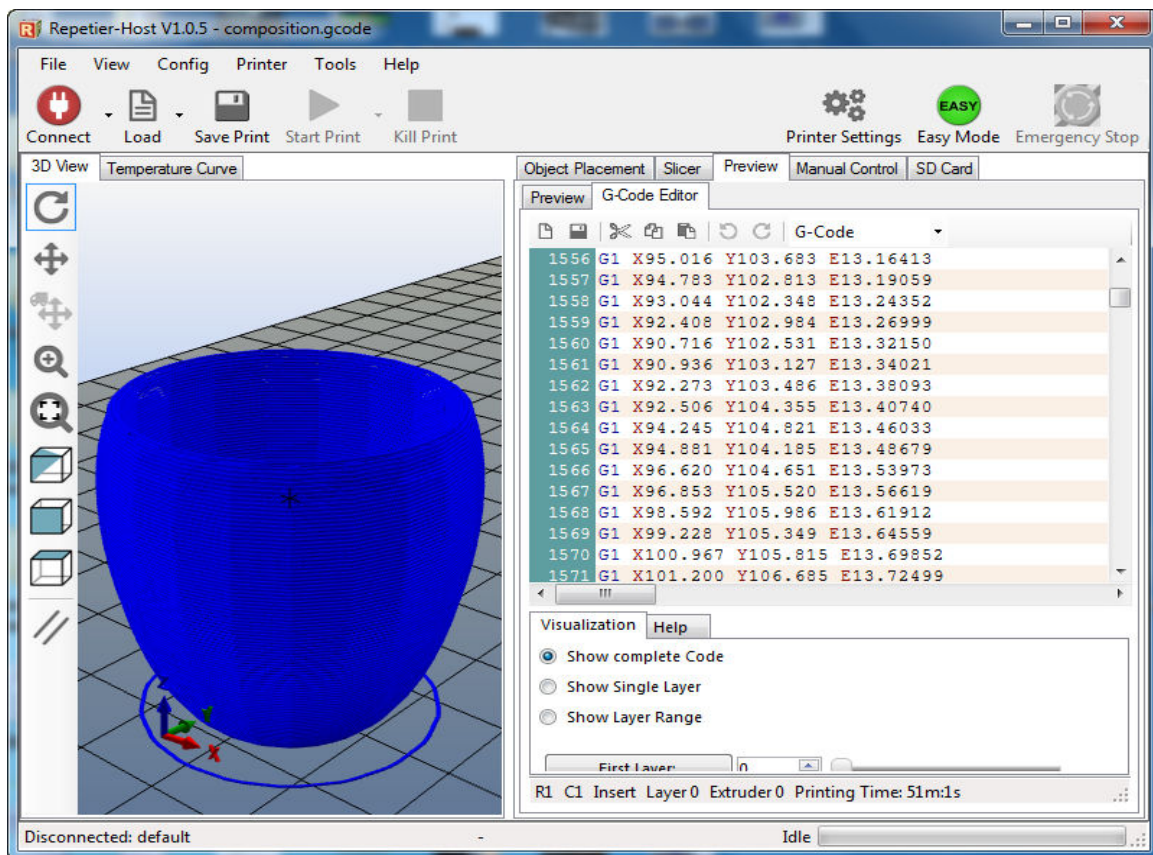 Repetier-Host V1.0.5 - composition.gcode
File View Config Printer Tools Help
Connect Load Save Print Start Print Kill Print Printer Settings EASY Easy Mode Emergency Stop
3D View Temperature Curve
Object Placement Slicer Preview Manual Control SD Card
Preview G-Code Editor
G-Code
1556 G1 X95.016 Y103.683 E13.16413
1557 G1 X94.783 Y102.813 E13.19059
1558 G1 X93.044 Y102.348 E13.24352
1559 G1 X92.408 Y102.984 E13.26999
1560 G1 X90.716 Y102.531 E13.32150
1561 G1 X90.936 Y103.127 E13.34021
1562 G1 X92.273 Y103.486 E13.38093
1563 G1 X92.506 Y104.355 E13.40740
1564 G1 X94.245 Y104.821 E13.46033
1565 G1 X94.881 Y104.185 E13.48679
1566 G1 X96.620 Y104.651 E13.53973
1567 G1 X96.853 Y105.520 E13.56619
1568 G1 X98.592 Y105.986 E13.61912
1569 G1 X99.228 Y105.349 E13.64559
1570 G1 X100.967 Y105.815 E13.69852
1571 G1 X101.200 Y106.685 E13.72499
Visualization Help
Show complete Code
Show Single Layer
Show Layer Range
First Layer: 0
Z Y X
R1 C1 Insert Layer 0 Extruder 0 Printing Time: 51m:1s
Disconnected: default - Idle